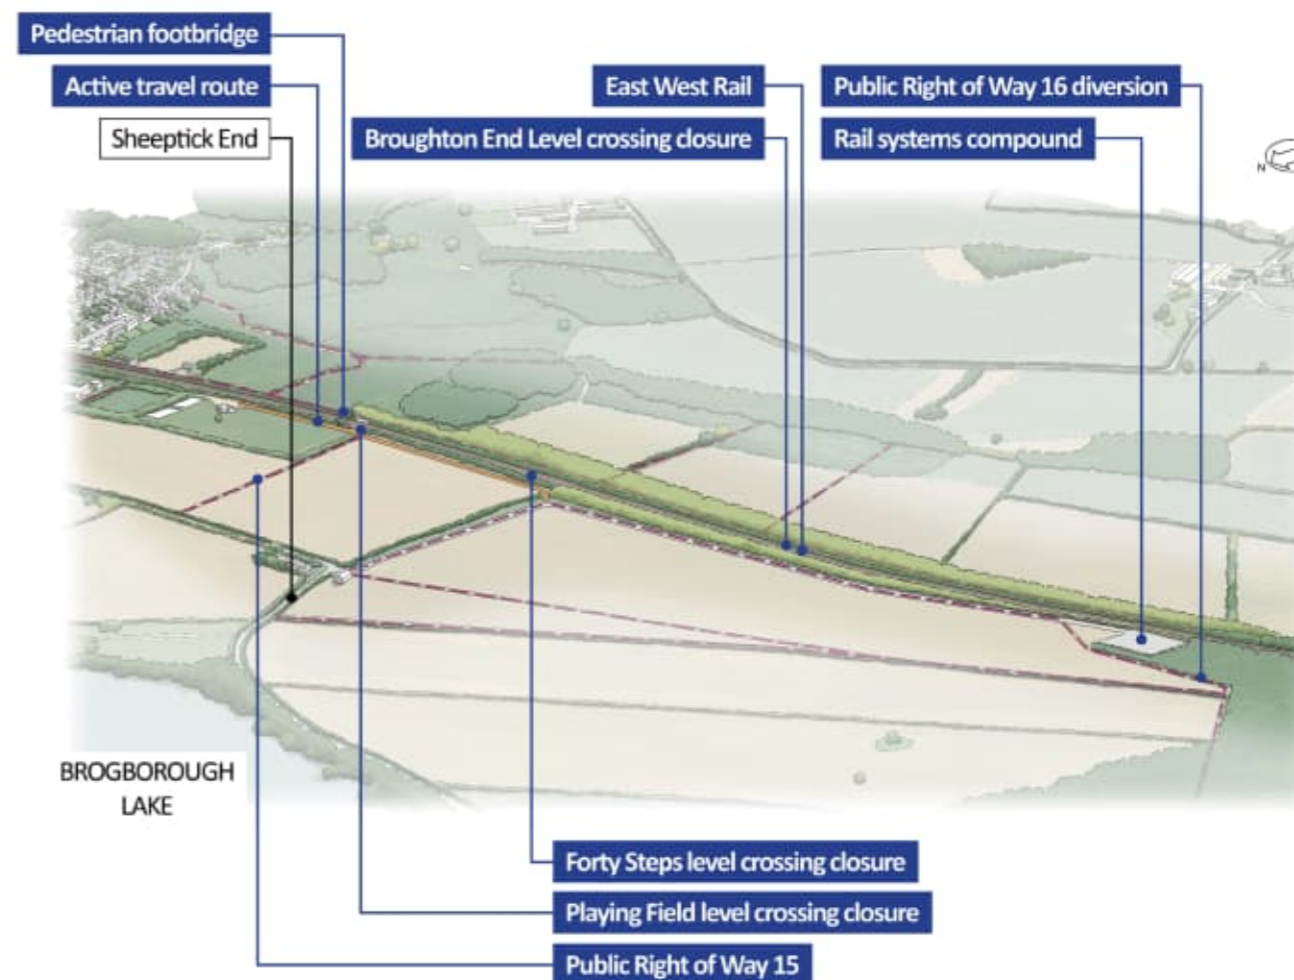 Pedestrian footbridge
Active travel route
Sheeptick End
East West Rail
Broughton End Level crossing closure
Public Right of Way 16 diversion
Rail systems compound
N
BROGBOROUGH
LAKE
Forty Steps level crossing closure
Playing Field level crossing closure
Public Right of Way 15